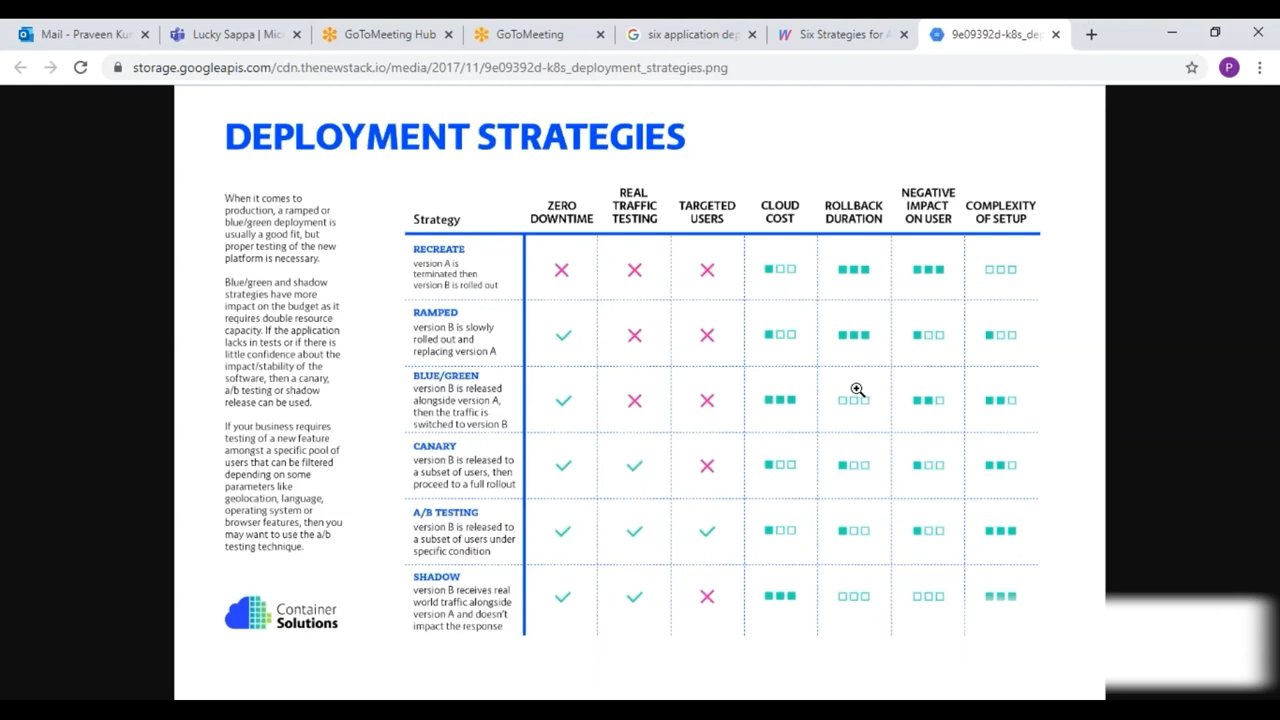 Mail - Praveen Kur
Lucky Sappa | Mic
GoToMeeting Hub
GoToMeeting
six application dep
Six Strategies for A
9e09392d-k8s_dep
storage.googleapis.com/cdn.thenewstack.io/media/2017/11/9e09392d-k8s_deployment_strategies.png
P
DEPLOYMENT STRATEGIES
When it comes to
production, a ramped or
blue/green deployment is
usually a good fit, but
proper testing of the new
platform is necessary.
Blue/green and shadow
strategies have more
impact on the budget as it
requires double resource
capacity. If the application
lacks in tests or if there is
little confidence about the
impact/stability of the
software, then a canary,
a/b testing or shadow
release can be used.
If your business requires
testing of a new feature
amongst a specific pool of
users that can be filtered
depending on some
parameters like
geolocation, language,
operating system or
browser features, then you
may want to use the a/b
testing technique.
Container
Solutions
Strategy
ZERO
DOWNTIME
REAL
TRAFFIC
TESTING
TARGETED
USERS
CLOUD
COST
ROLLBACK
DURATION
NEGATIVE
IMPACT
ON USER
COMPLEXITY
OF SETUP
RECREATE
version A is
terminated then
version B is rolled out
RAMPED
version B is slowly
rolled out and
replacing version A
BLUE/GREEN
version B is released
alongside version A,
then the traffic is
switched to version B
CANARY
version B is released to
a subset of users, then
proceed to a full rollout
A/B TESTING
version B is released to
a subset of users under
specific condition
SHADOW
version B receives real
world traffic alongside
version A and doesn't
impact the response